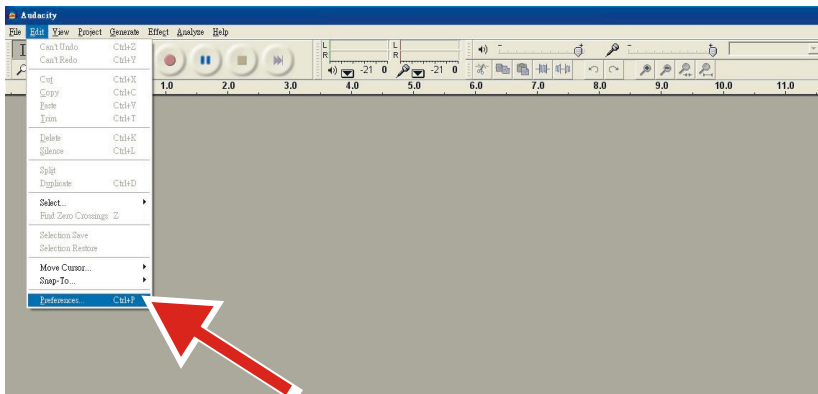 Audacity
File Edit View Project Generate Effect Analyze Help
Can't Undo Ctrl+Z
Can't Redo Ctrl+Y
Cut Ctrl+X
Copy Ctrl+C
Paste Ctrl+V
Trim Ctrl+T
Delete Ctrl+K
Silence Ctrl+L
Split
Duplicate Ctrl+D
Select...
Find Zero Crossings Z
Selection Save
Selection Restore
Move Cursor...
Snap-To...
Preferences... Ctrl+P
L
R
-21 0
L
R
-21 0
1.0 2.0 3.0 4.0 5.0 6.0 7.0 8.0 9.0 10.0 11.0